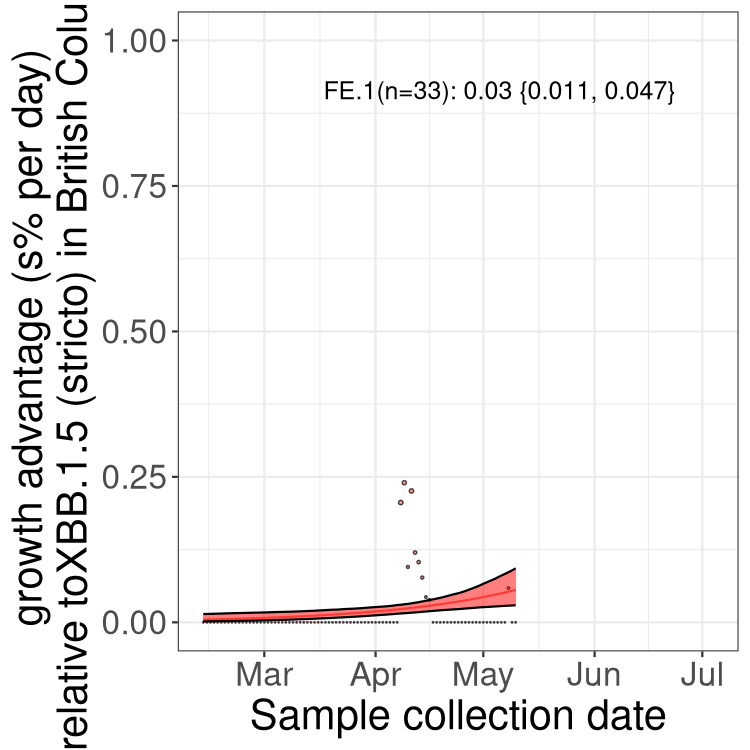 growth advantage (s% per day)
relative toXBB.1.5 (stricto) in British Colu
1.00
0.75
0.50
0.25
0.00
FE.1(n=33): 0.03 {0.011, 0.047}
Mar Apr May Jun Jul
Sample collection date